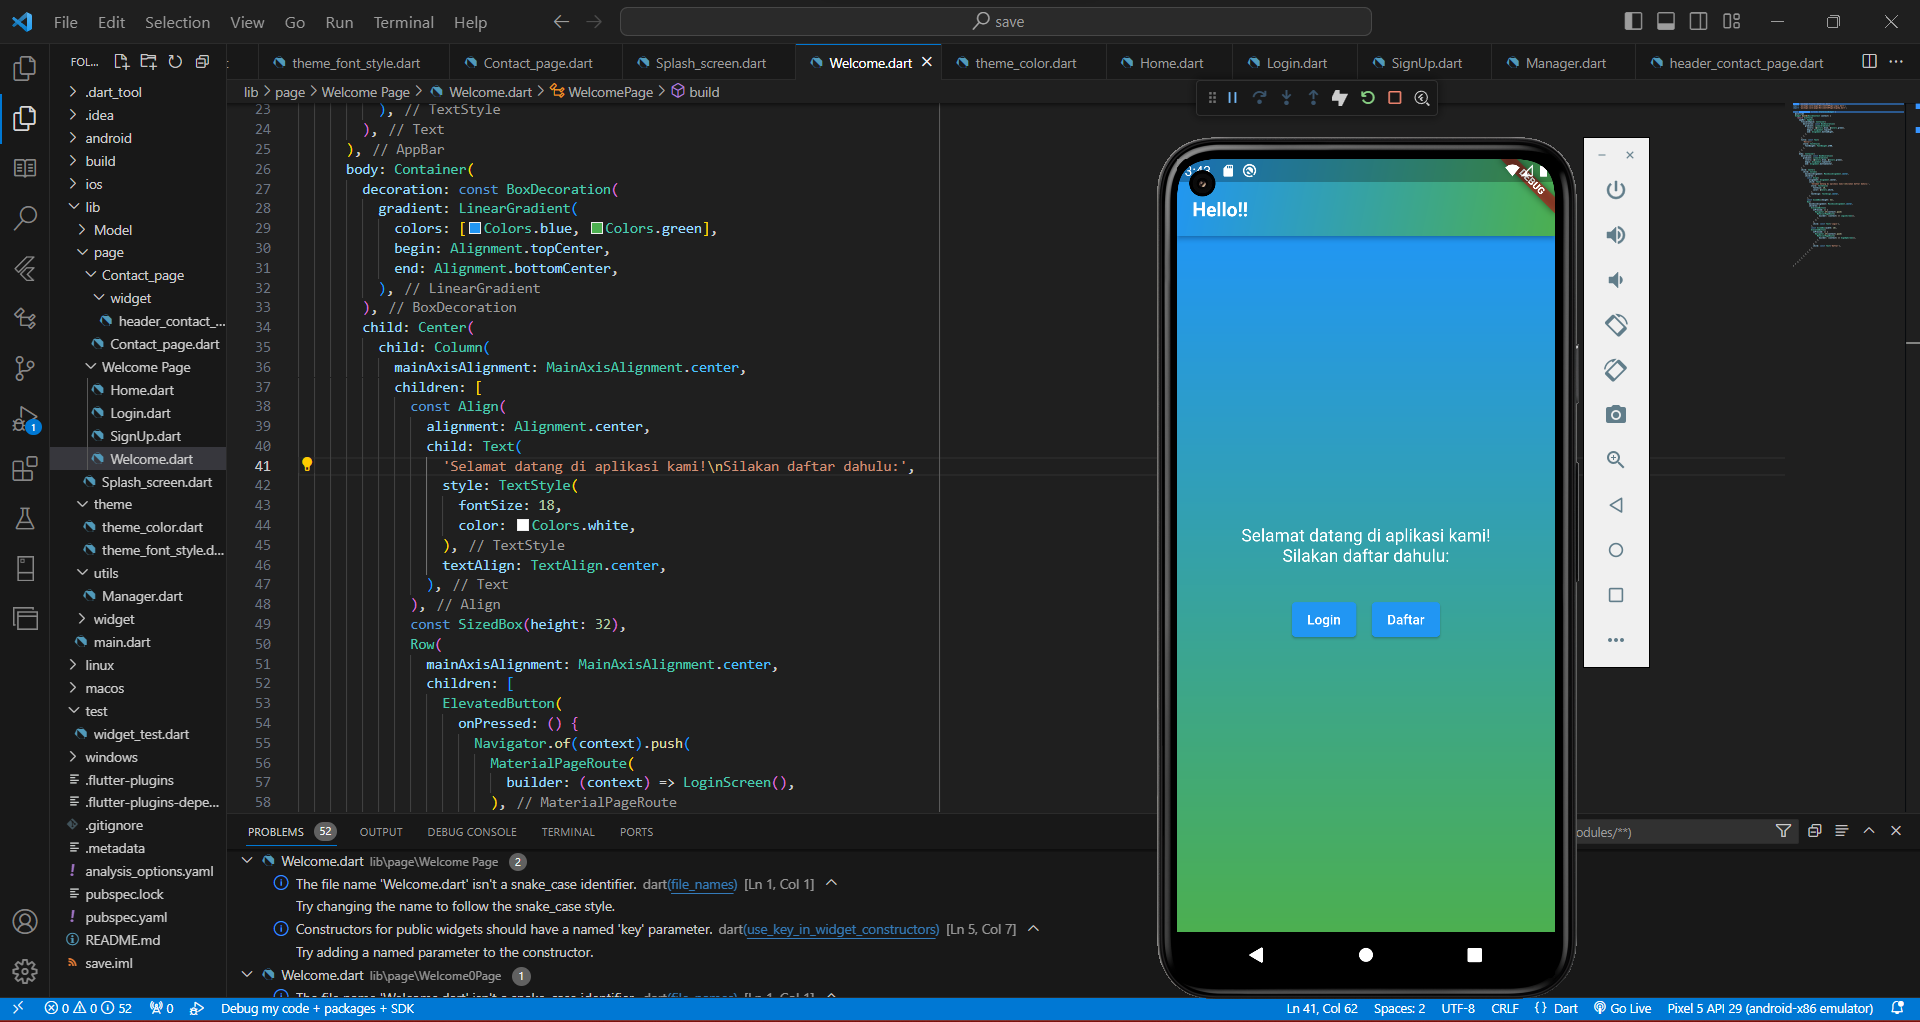 File Edit Selection View Go Run Terminal Help
save
FOL...
theme_font_style.dart
Contact_page.dart
Splash_screen.dart
Welcome.dart
theme_color.dart
Home.dart
Login.dart
SignUp.dart
Manager.dart
header_contact_page.dart
lib > page > Welcome Page > Welcome.dart > WelcomePage > build
.dart_tool
.idea
android
build
ios
lib
Model
page
Contact_page
widget
header_contact_...
Contact_page.dart
Welcome Page
Home.dart
Login.dart
SignUp.dart
Welcome.dart
Splash_screen.dart
theme
theme_color.dart
theme_font_style.d...
utils
Manager.dart
widget
main.dart
linux
macos
test
widget_test.dart
windows
.flutter-plugins
.flutter-plugins-depe...
.gitignore
.metadata
analysis_options.yaml
pubspec.lock
pubspec.yaml
README.md
save.iml
1
23 ), // TextStyle
24 ), // Text
25 ), // AppBar
26 body: Container(
27 decoration: const BoxDecoration(
28 gradient: LinearGradient(
29 colors: [Colors.blue, Colors.green],
30 begin: Alignment.topCenter,
31 end: Alignment.bottomCenter,
32 ), // LinearGradient
33 ), // BoxDecoration
34 child: Center(
35 child: Column(
36 mainAxisAlignment: MainAxisAlignment.center,
37 children: [
38 const Align(
39 alignment: Alignment.center,
40 child: Text(
41 'Selamat datang di aplikasi kami!\nSilakan daftar dahulu:',
42 style: TextStyle(
43 fontSize: 18,
44 color: Colors.white,
45 ), // TextStyle
46 textAlign: TextAlign.center,
47 ), // Text
48 ), // Align
49 const SizedBox(height: 32),
50 Row(
51 mainAxisAlignment: MainAxisAlignment.center,
52 children: [
53 ElevatedButton(
54 onPressed: () {
55 Navigator.of(context).push(
56 MaterialPageRoute(
57 builder: (context) => LoginScreen(),
58 ), // MaterialPageRoute
DEBUG
Hello!!
Selamat datang di aplikasi kami!
Silakan daftar dahulu:
Login
Daftar
PROBLEMS 52 OUTPUT DEBUG CONSOLE TERMINAL PORTS
odules/**)
Welcome.dart lib\page\Welcome Page 2
The file name 'Welcome.dart' isn't a snake_case identifier. dart(file_names) [Ln 1, Col 1]
Try changing the name to follow the snake_case style.
Constructors for public widgets should have a named 'key' parameter. dart(use_key_in_widget_constructors) [Ln 5, Col 7]
Try adding a named parameter to the constructor.
Welcome.dart lib\page\Welcome0Page 1
The file name 'Welcome.dart' isn't a snake_case identifier. dart(file_names) [Ln 1, Col 1]
0 0 52 0 Debug my code + packages + SDK Ln 41, Col 62 Spaces: 2 UTF-8 CRLF {} Dart Go Live Pixel 5 API 29 (android-x86 emulator)